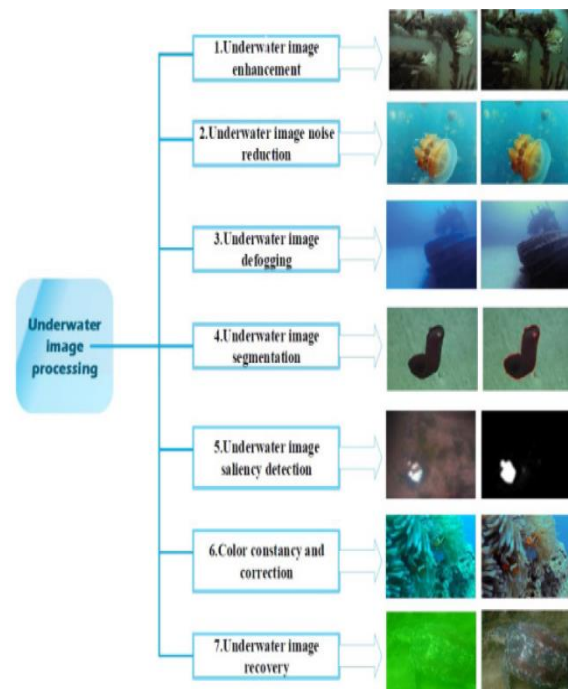 1.Underwater image
enhancement
2.Underwater image noise
reduction
3.Underwater image
defogging
Underwater
image
processing
4.Underwater image
segmentation
5.Underwater image
saliency detection
6.Color constancy and
correction
7.Underwater image
recovery